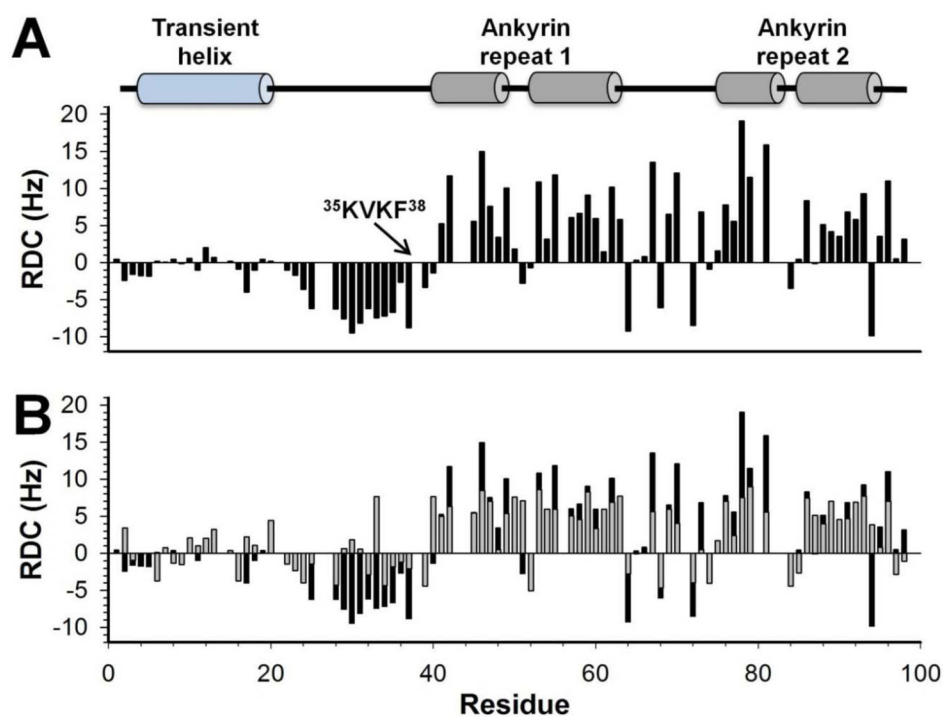 A
Transient
helix
Ankyrin
repeat 1
Ankyrin
repeat 2
RDC (Hz)
20
15
10
5
0
-5
-10
³⁵KVKF³⁸
B
RDC (Hz)
20
15
10
5
0
-5
-10
0 20 40 60 80 100
Residue